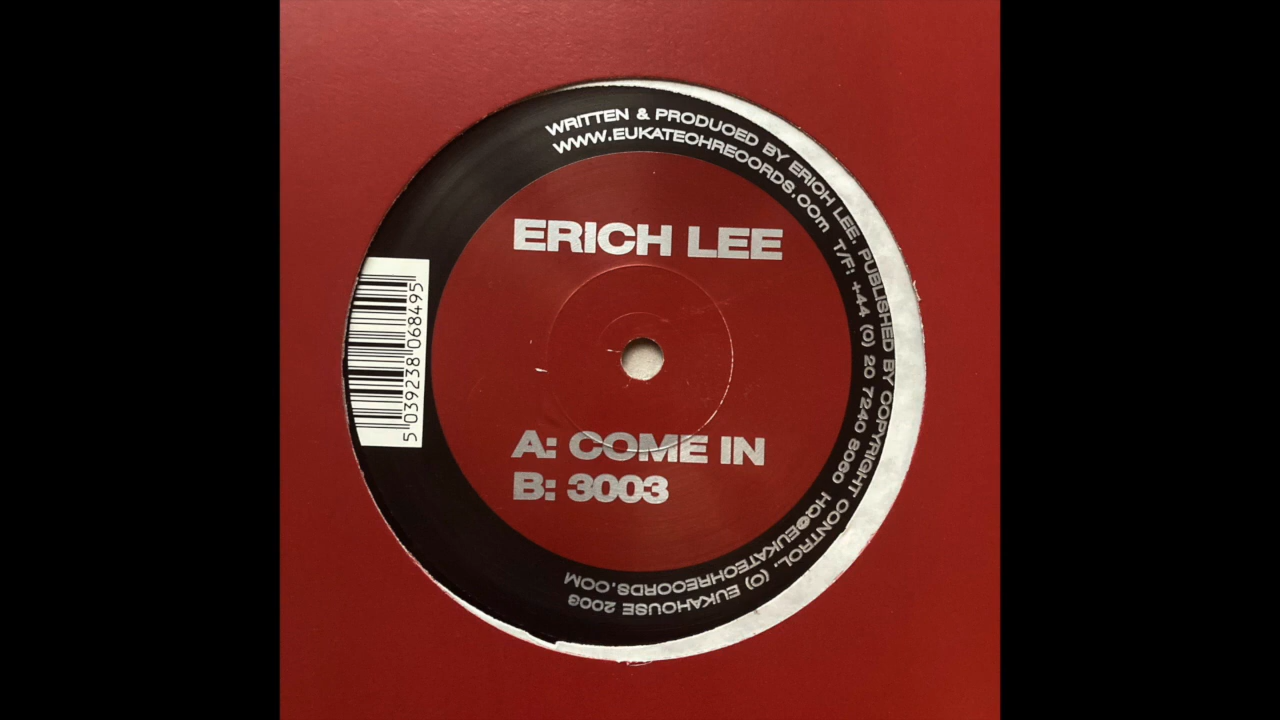 WRITTEN & PRODUCED BY ERICH LEE. PUBLISHED BY COPYRIGHT CONTROL. (C) EUKAHOUSE 2003
WWW.EUKATECHRECORDS.COM T/F: +44 (0) 20 7240 8060 HQ@EUKATECHRECORDS.COM
ERICH LEE
5 039238 068495
A: COME IN
B: 3003